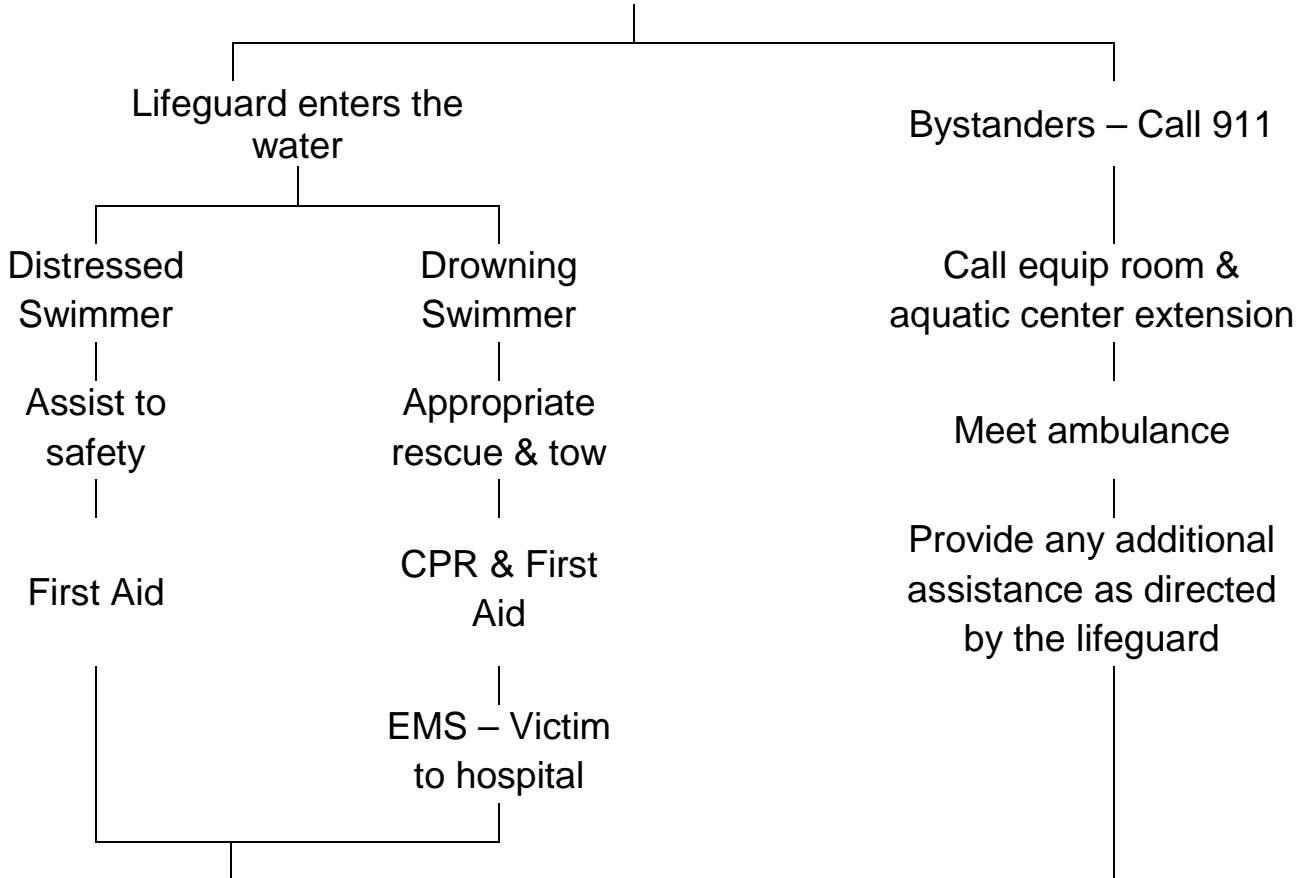 Lifeguard enters the
water
Distressed
Swimmer
Assist to
safety
First Aid
Drowning
Swimmer
Appropriate
rescue & tow
CPR & First
Aid
EMS – Victim
to hospital
Bystanders – Call 911
Call equip room &
aquatic center extension
Meet ambulance
Provide any additional
assistance as directed
by the lifeguard